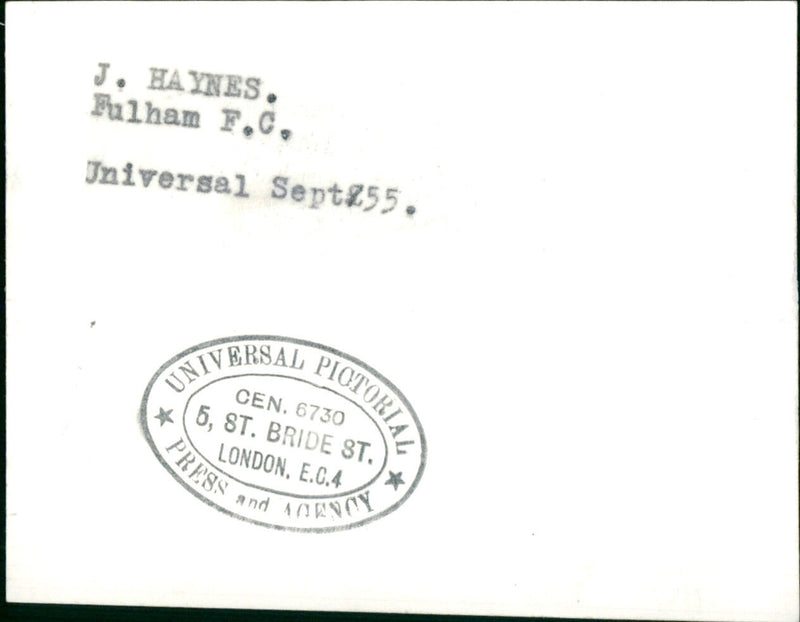 J. HAYNES.
Fulham F.C.
Universal Sept 55.
UNIVERSAL PICTORIAL
CEN. 6730
5, ST. BRIDE ST.
LONDON, E.C.4
PRESS and AGENCY